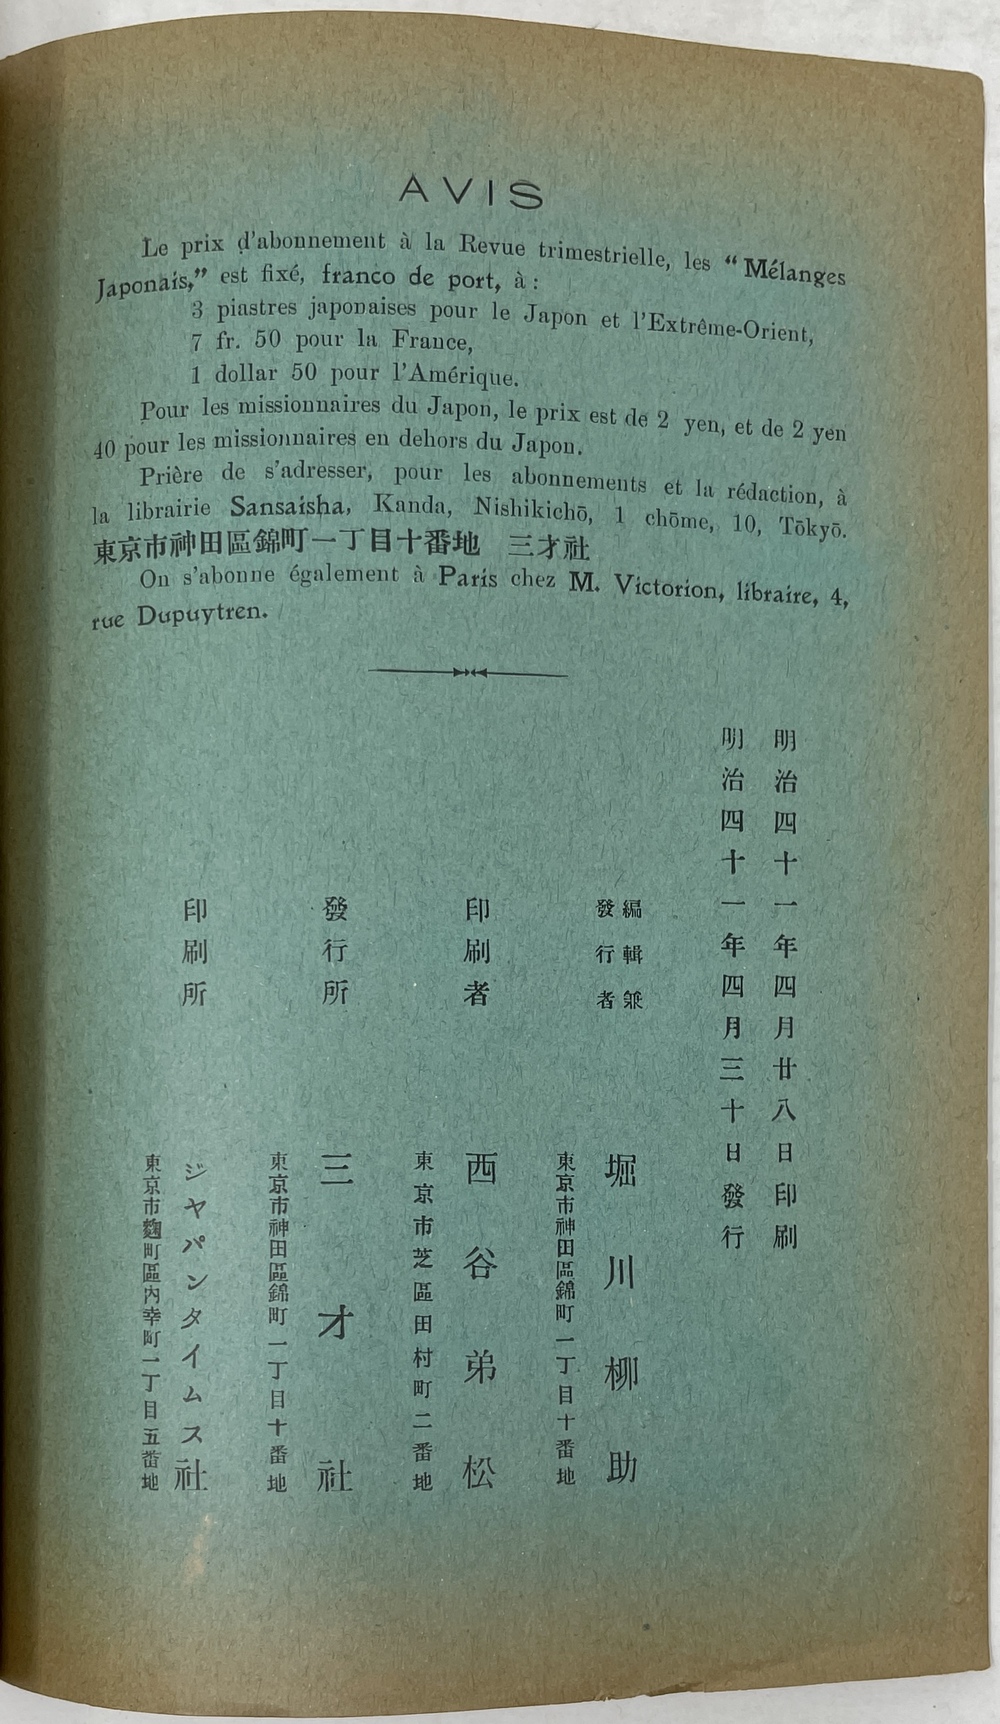 AVIS
Le prix d'abonnement à la Revue trimestrielle, les "Mélanges
Japonais," est fixé, franco de port, à :
3 piastres japonaises pour le Japon et l'Extrême-Orient,
7 fr. 50 pour la France,
1 dollar 50 pour l'Amérique.
Pour les missionnaires du Japon, le prix est de 2 yen, et de 2 yen
40 pour les missionnaires en dehors du Japon.
Prière de s'adresser, pour les abonnements et la rédaction, à
la librairie Sansaisha, Kanda, Nishikichō, 1 chōme, 10, Tōkyō.
東京市神田區錦町一丁目十番地 三才社
On s'abonne également à Paris chez M. Victorion, libraire, 4,
rue Dupuytren.
明治四十一年四月廿八日印刷
明治四十一年四月三十日發行
編輯兼
發行者
堀川柳助
東京市神田區錦町一丁目十番地
印刷者
西谷弟松
東京市芝區田村町二番地
發行所
三才社
東京市神田區錦町一丁目十番地
印刷所
ジヤパンタイムス社
東京市麴町區內幸町一丁目五番地